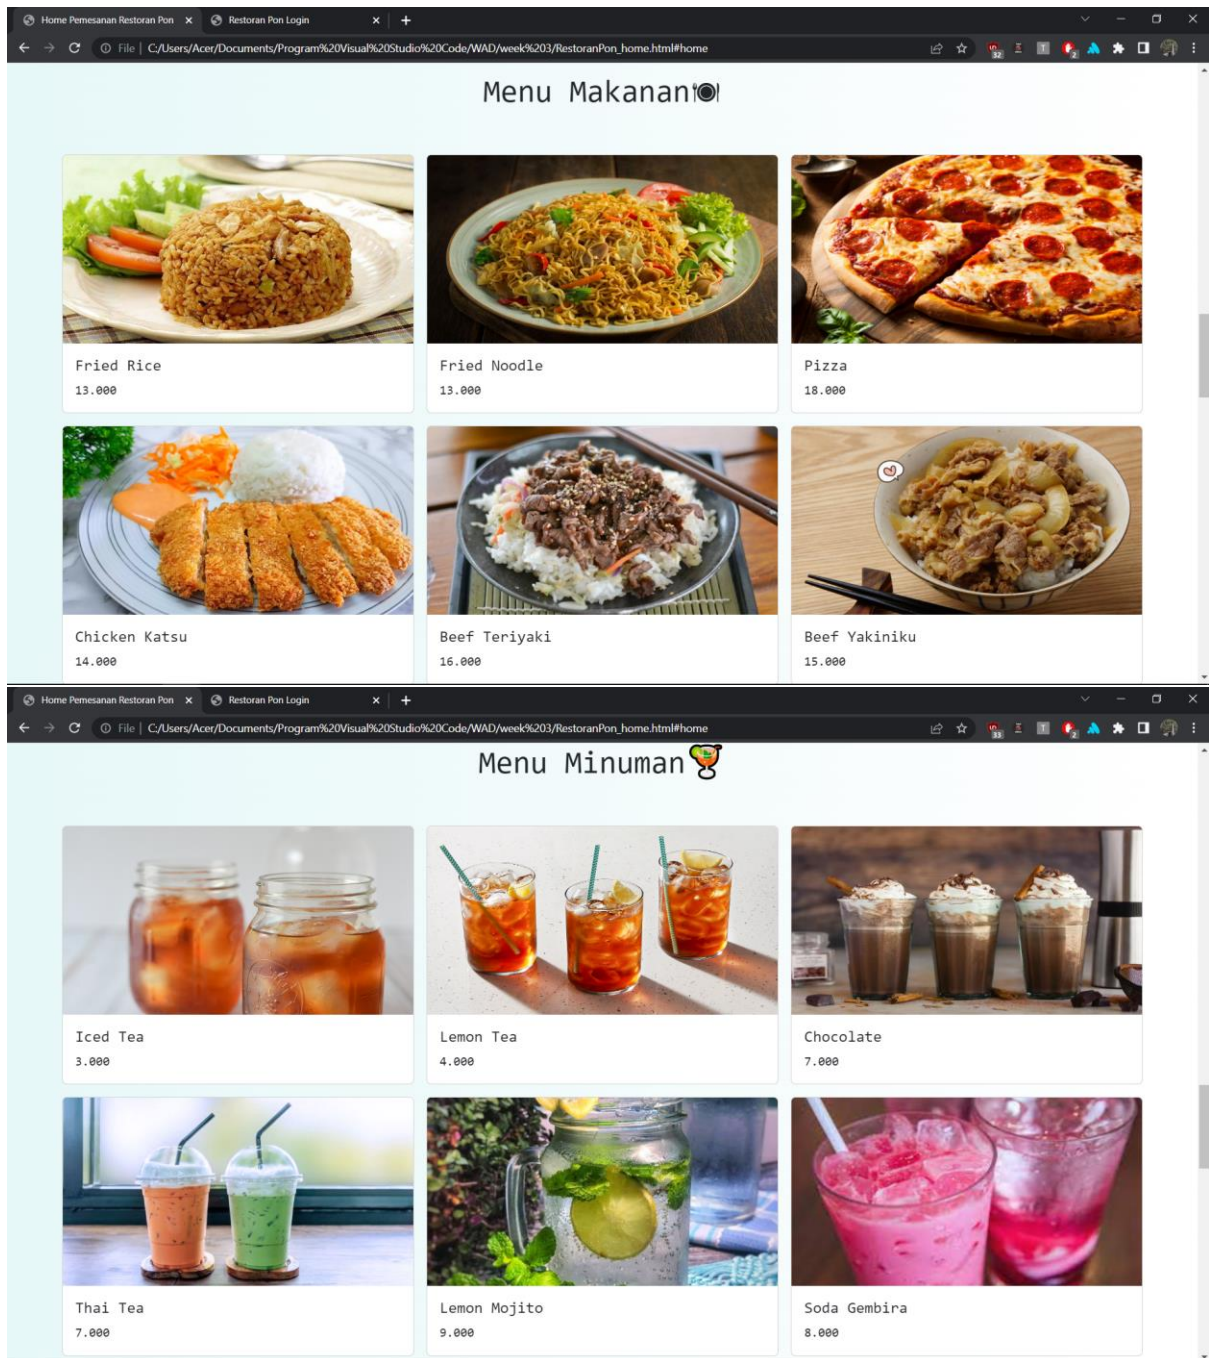 Home Pemesanan Restoran Pon
Restoran Pon Login
File | C:/Users/Acer/Documents/Program%20Visual%20Studio%20Code/WAD/week%203/RestoranPon_home.html#home
32
2
Menu Makanan🍽
Fried Rice
13.000
Fried Noodle
13.000
Pizza
18.000
Chicken Katsu
14.000
Beef Teriyaki
16.000
Beef Yakiniku
15.000
Home Pemesanan Restoran Pon
Restoran Pon Login
File | C:/Users/Acer/Documents/Program%20Visual%20Studio%20Code/WAD/week%203/RestoranPon_home.html#home
33
2
Menu Minuman🍹
Iced Tea
3.000
Lemon Tea
4.000
Chocolate
7.000
Thai Tea
7.000
Lemon Mojito
9.000
Soda Gembira
8.000